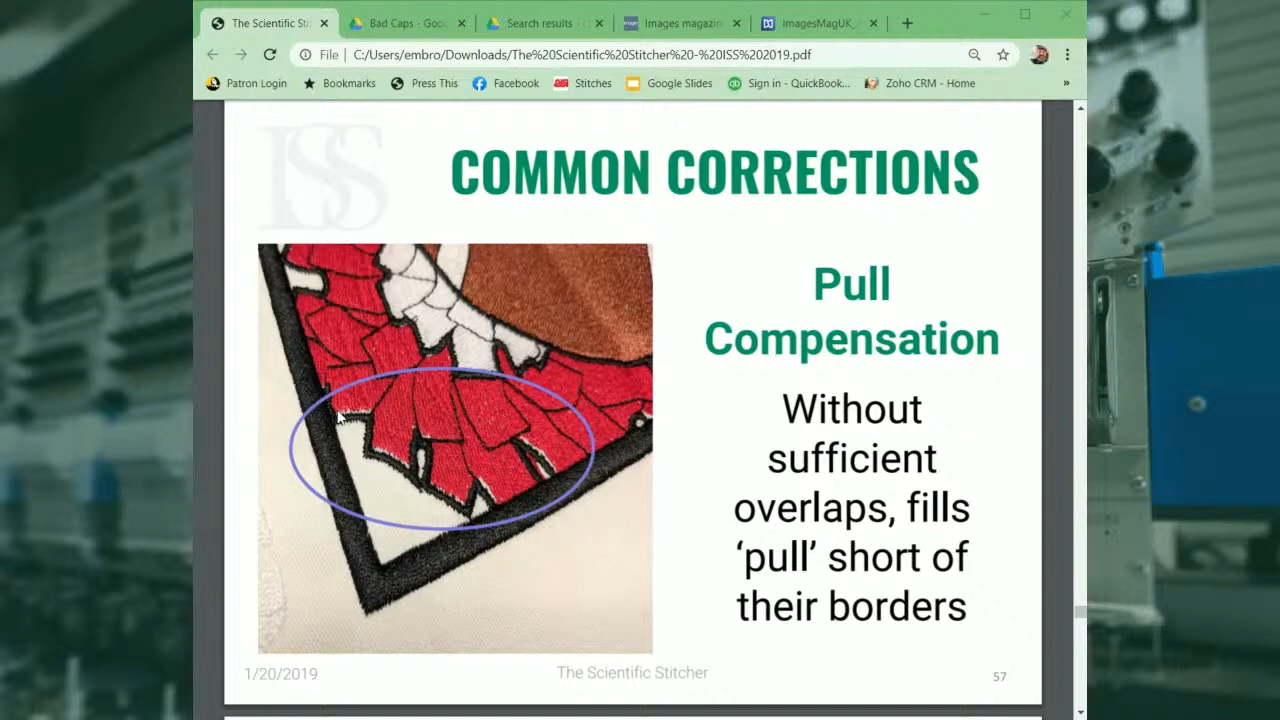 The Scientific Sti
Bad Caps - Goo
Search results -
Images magazin
ImagesMagUK_
File
C:/Users/embro/Downloads/The%20Scientific%20Stitcher%20-%20ISS%202019.pdf
Patron Login
Bookmarks
Press This
Facebook
Stitches
Google Slides
Sign in - QuickBook...
Zoho CRM - Home
»
ISS
COMMON CORRECTIONS
Pull
Compensation
Without
sufficient
overlaps, fills
‘pull’ short of
their borders
1/20/2019
The Scientific Stitcher
57